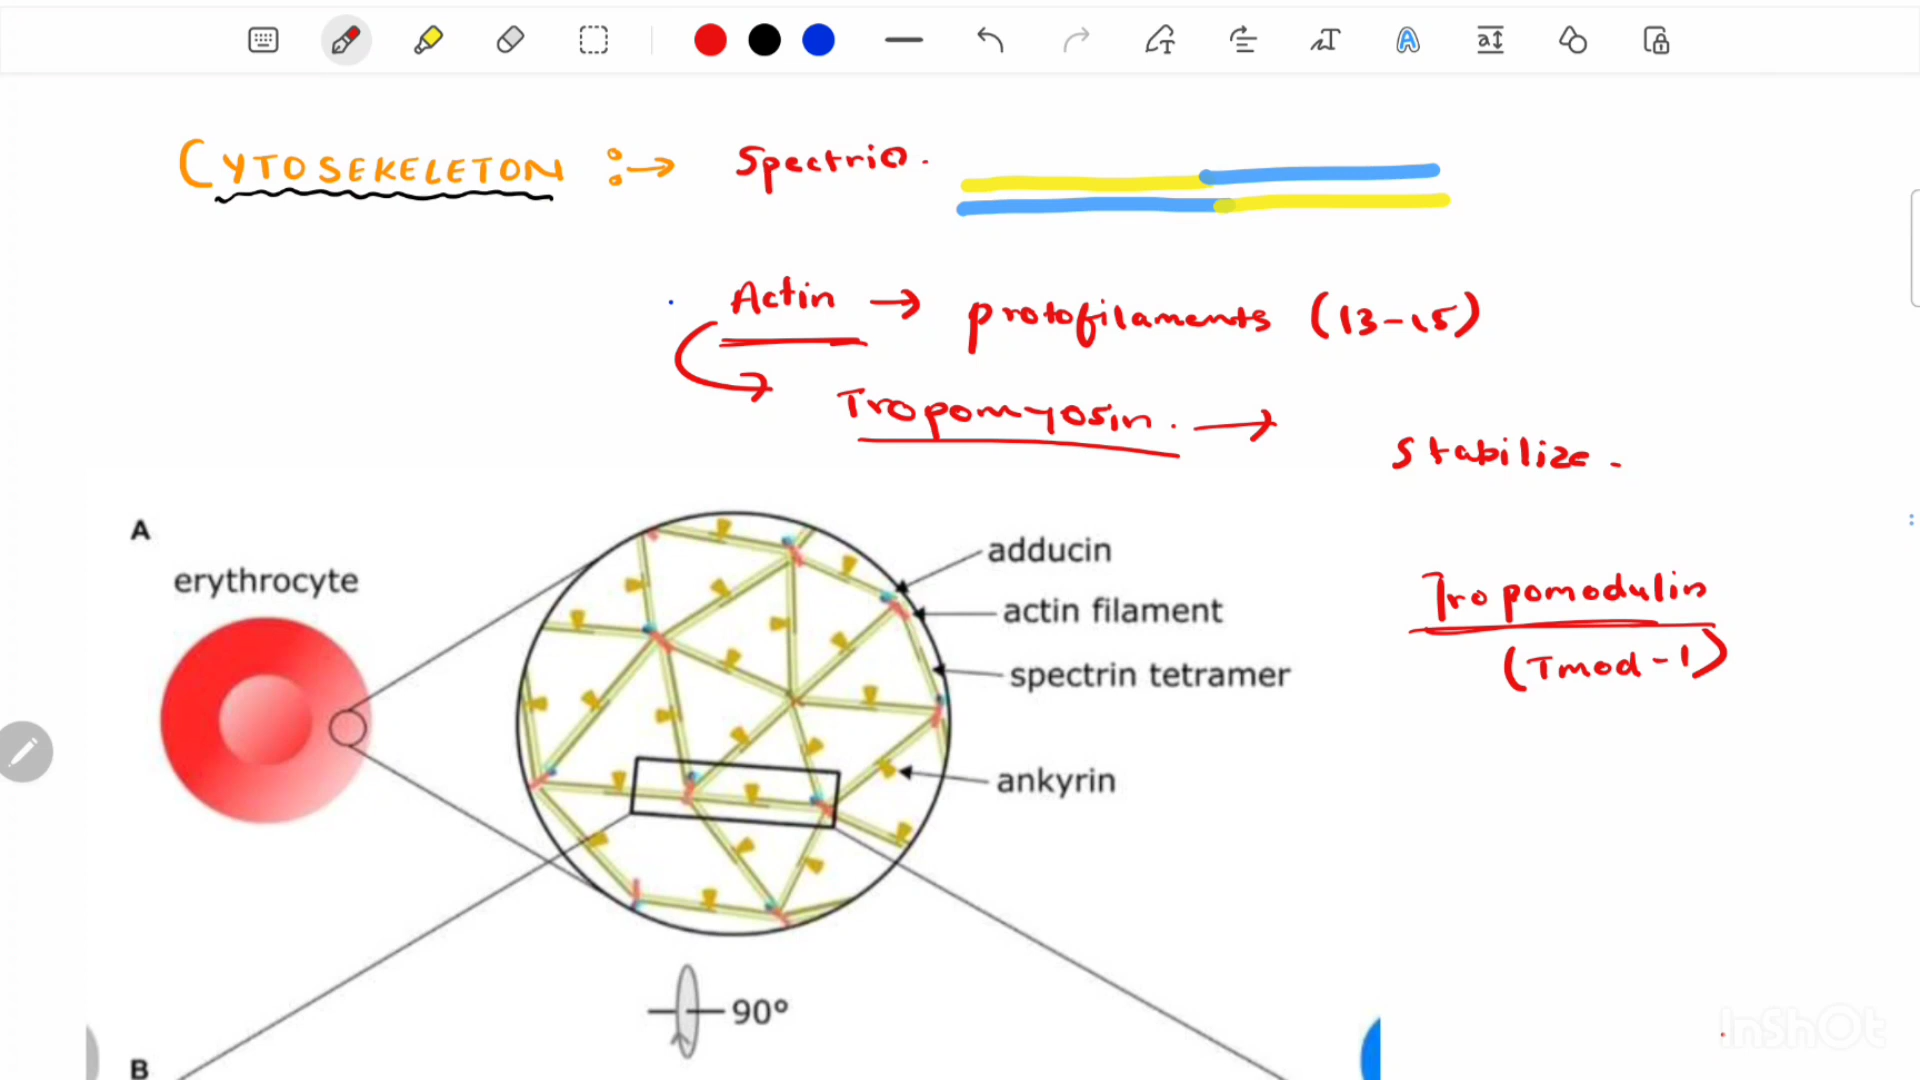 CYTOSEKELETON :→ Spectrin.
Actin → protofilaments (13-15)
Tropomyosin. →
Stabilize.
A
erythrocyte
adducin
actin filament
spectrin tetramer
ankyrin
Tropomodulin
(Tmod-1)
90°
B
InShOt